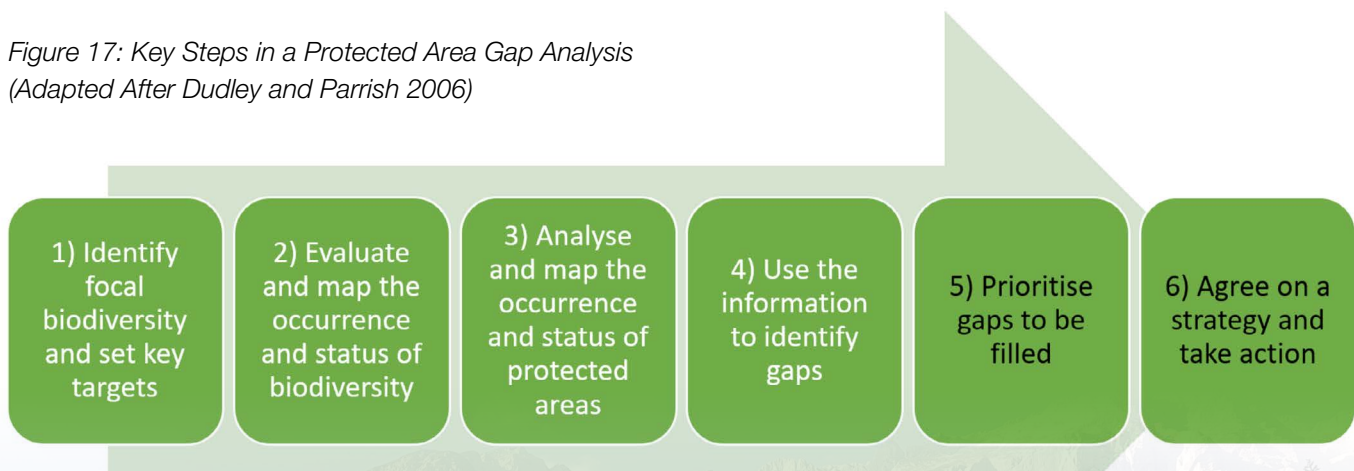 Figure 17: Key Steps in a Protected Area Gap Analysis
(Adapted After Dudley and Parrish 2006)
1) Identify
focal
biodiversity
and set key
targets
2) Evaluate
and map the
occurrence
and status of
biodiversity
3) Analyse
and map the
occurrence
and status of
protected
areas
4) Use the
information
to identify
gaps
5) Prioritise
gaps to be
filled
6) Agree on a
strategy and
take action